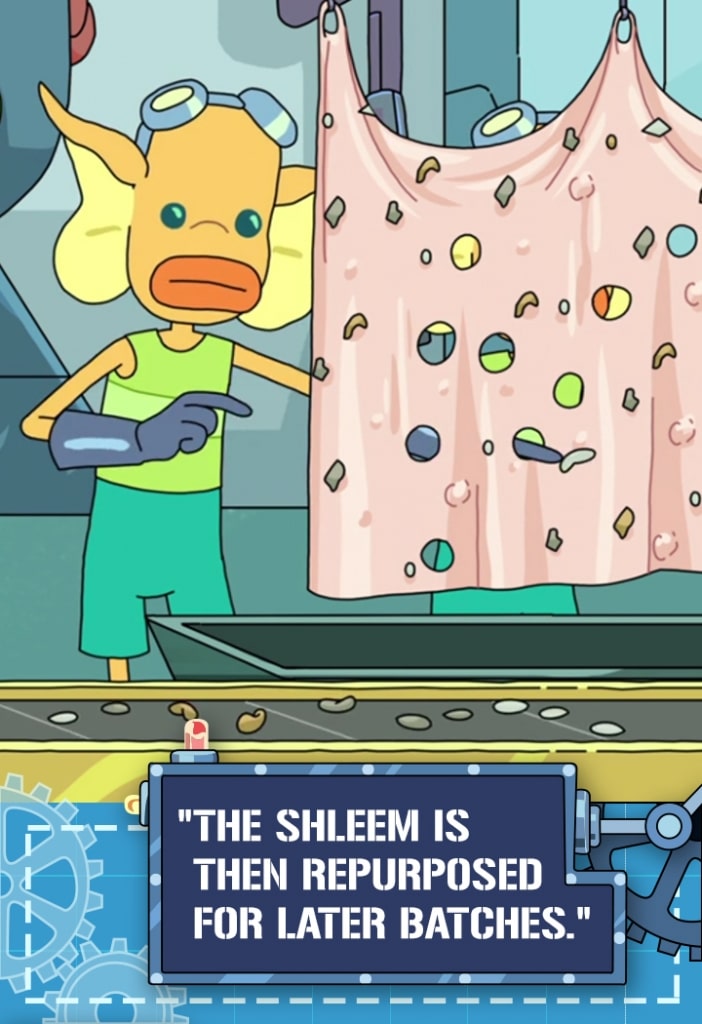 "THE SHLEEM IS
THEN REPURPOSED
FOR LATER BATCHES."